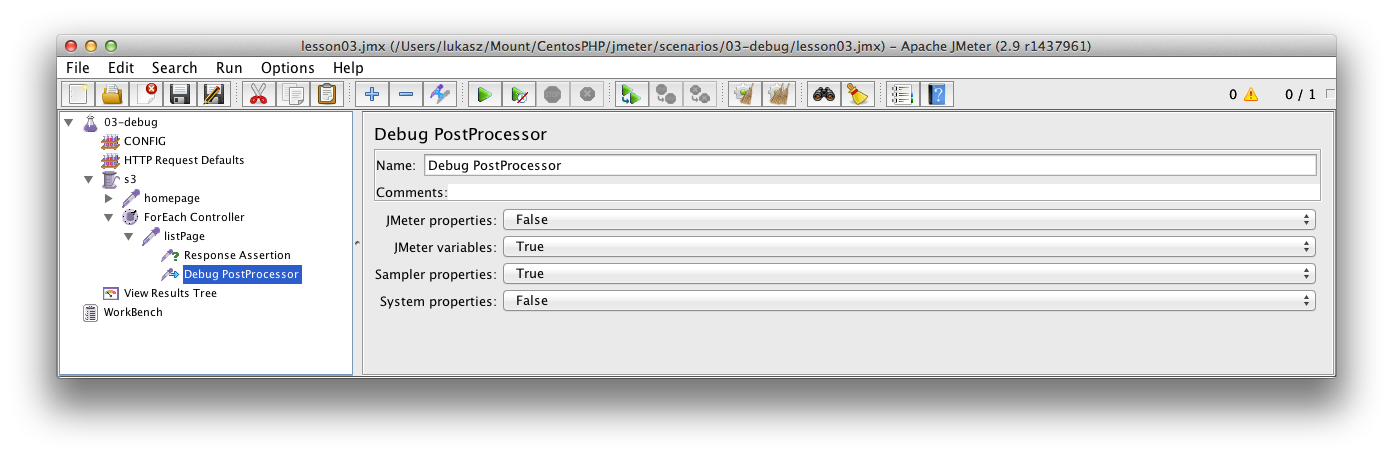 lesson03.jmx (/Users/lukasz/Mount/CentosPHP/jmeter/scenarios/03-debug/lesson03.jmx) – Apache JMeter (2.9 r1437961)
File Edit Search Run Options Help
0 0 / 1
03-debug
CONFIG
HTTP Request Defaults
s3
homepage
ForEach Controller
listPage
Response Assertion
Debug PostProcessor
View Results Tree
WorkBench
Debug PostProcessor
Name: Debug PostProcessor
Comments:
JMeter properties: False
JMeter variables: True
Sampler properties: True
System properties: False